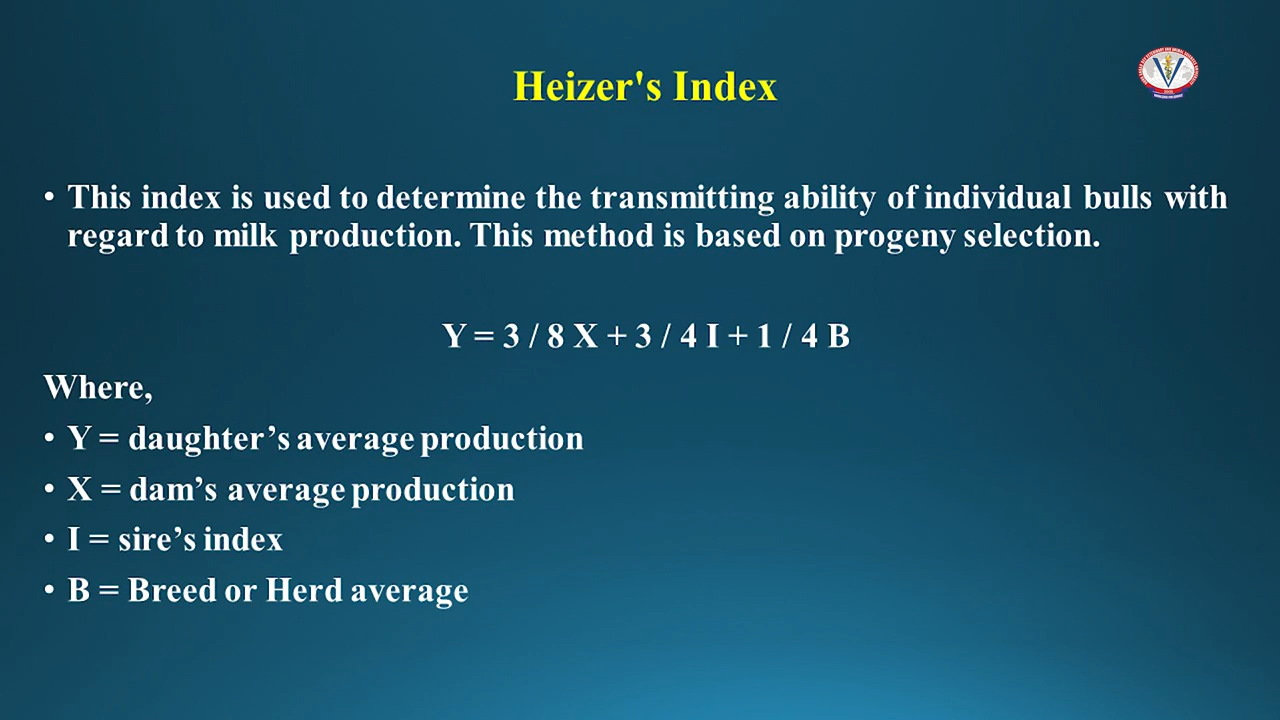 Heizer's Index
• This index is used to determine the transmitting ability of individual bulls with
regard to milk production. This method is based on progeny selection.
Y = 3 / 8 X + 3 / 4 I + 1 / 4 B
Where,
• Y = daughter’s average production
• X = dam’s average production
• I = sire’s index
• B = Breed or Herd average